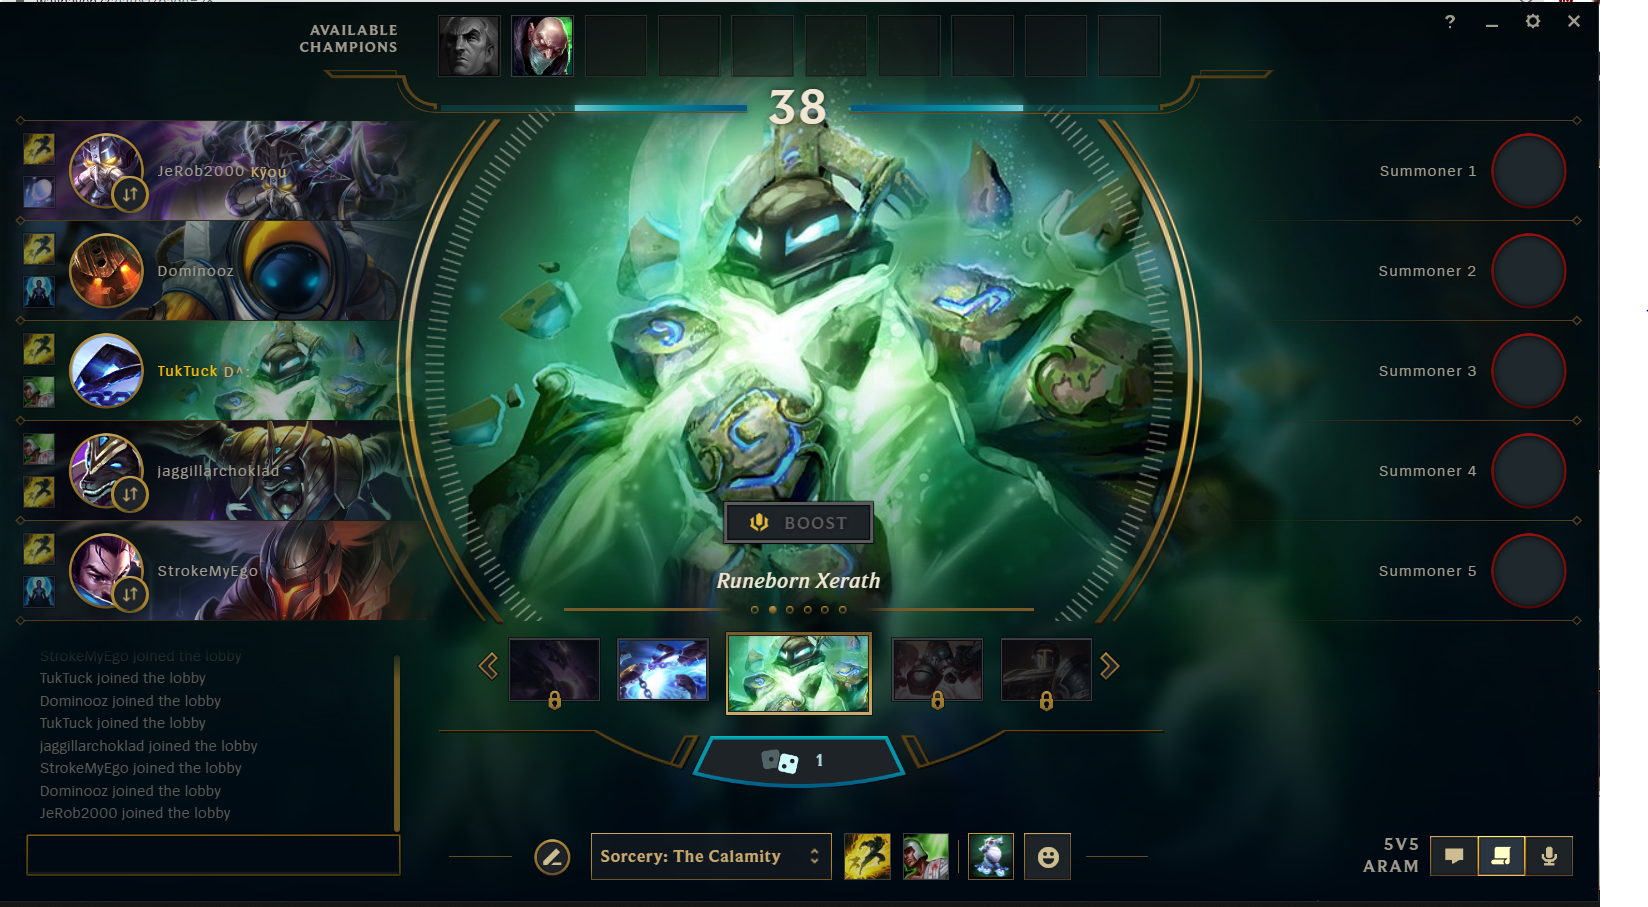 AVAILABLE
CHAMPIONS
38
?
JeRob2000 Kÿou
Dominooz
TukTuck D^:
jaggillarchoklad
StrokeMyEgo
Summoner 1
Summoner 2
Summoner 3
Summoner 4
Summoner 5
BOOST
Runeborn Xerath
1
StrokeMyEgo joined the lobby
TukTuck joined the lobby
Dominooz joined the lobby
TukTuck joined the lobby
jaggillarchoklad joined the lobby
StrokeMyEgo joined the lobby
Dominooz joined the lobby
JeRob2000 joined the lobby
Sorcery: The Calamity
5V5
ARAM